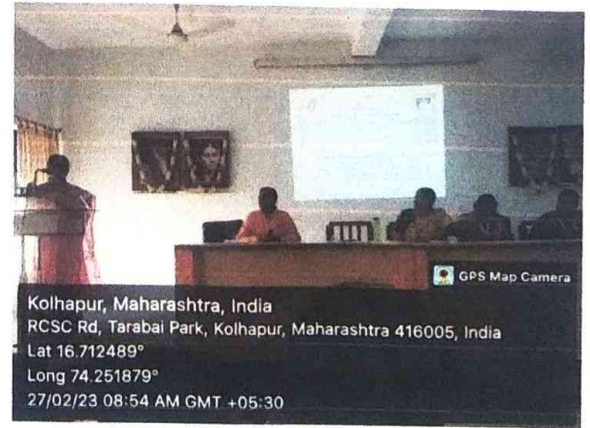 GPS Map Camera
Kolhapur, Maharashtra, India
RCSC Rd, Tarabai Park, Kolhapur, Maharashtra 416005, India
Lat 16.712489°
Long 74.251879°
27/02/23 08:54 AM GMT +05:30